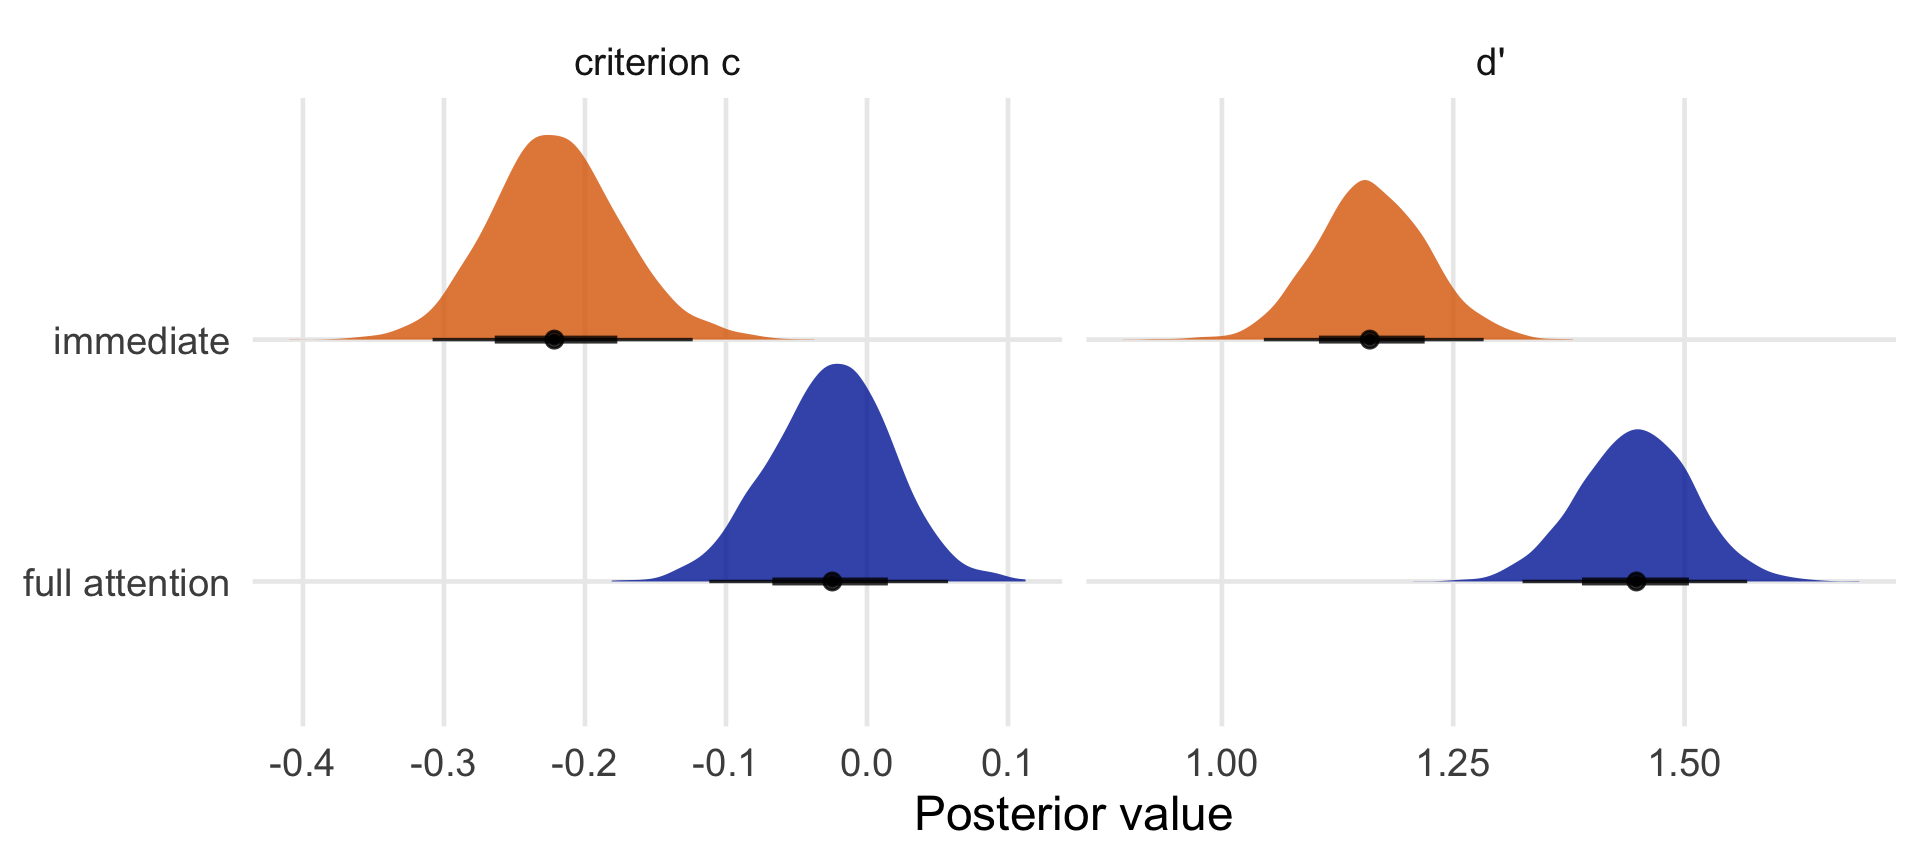 criterion c
d'
immediate
full attention
-0.4 -0.3 -0.2 -0.1 0.0 0.1 1.00 1.25 1.50
Posterior value